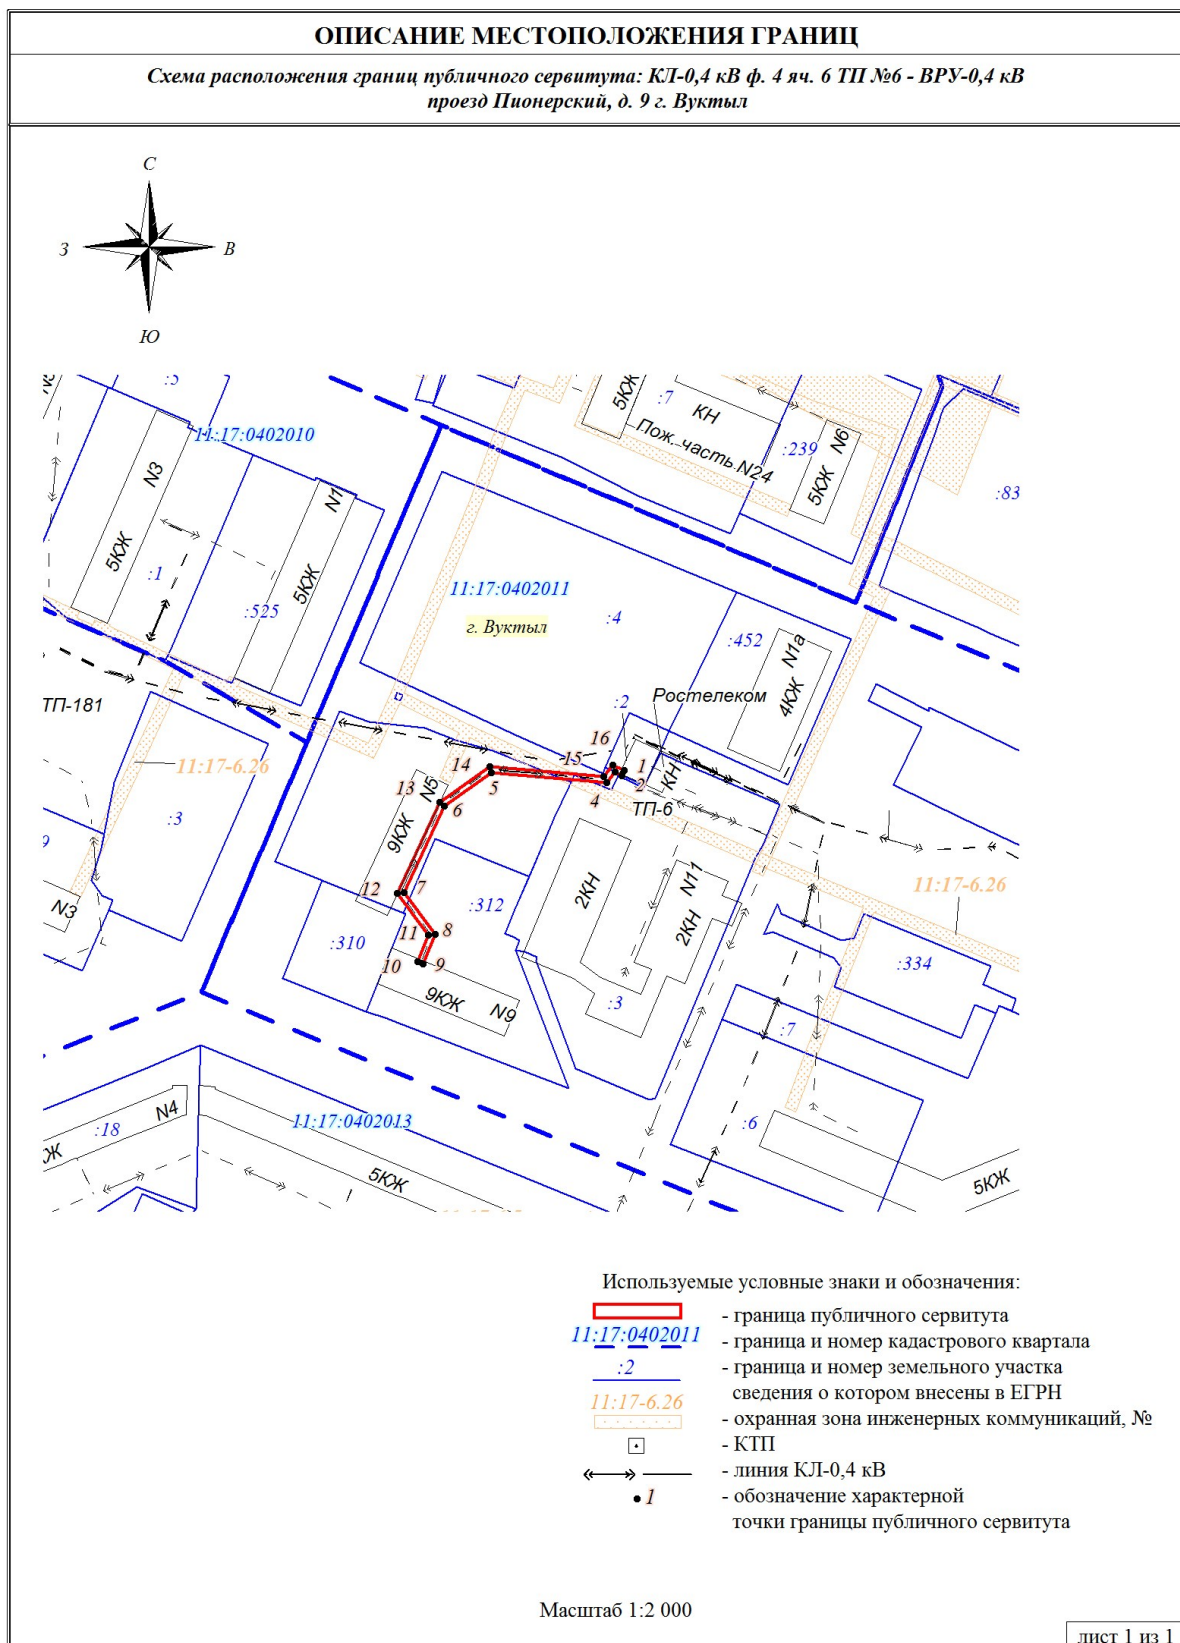 ОПИСАНИЕ МЕСТОПОЛОЖЕНИЯ ГРАНИЦ
Схема расположения границ публичного сервитута: КЛ-0,4 кВ ф. 4 яч. 6 ТП №6 - ВРУ-0,4 кВ
проезд Пионерский, д. 9 г. Вуктыл
С
З
В
Ю
:5
5КЖ
:7
КН
Пож. часть N24
:239
N6
5КЖ
:83
11:17:0402010
N3
5КЖ
:1
N1
5КЖ
:525
11:17:0402011
г. Вуктыл
:4
:452
N1а
4КЖ
:2
Ростелеком
КН
ТП-181
11:17-6.26
16
15
1
2
4
ТП-6
14
5
13
6
N5
9КЖ
:3
9
N3
12
7
:312
11
8
10
9
:310
9КЖ
N9
2КН
N11
2КН
:3
11:17-6.26
:334
:7
:6
5КЖ
N4
:18
11:17:0402013
5КЖ
Используемые условные знаки и обозначения:
- граница публичного сервитута
11:17:0402011 - граница и номер кадастрового квартала
:2 - граница и номер земельного участка
сведения о котором внесены в ЕГРН
11:17-6.26
- охранная зона инженерных коммуникаций, №
- КТП
- линия КЛ-0,4 кВ
1 - обозначение характерной
точки границы публичного сервитута
Масштаб 1:2 000
лист 1 из 1